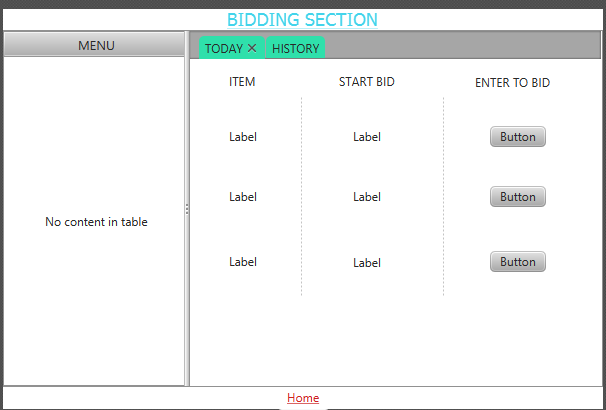 BIDDING SECTION
MENU
TODAY ✕ HISTORY
ITEM START BID ENTER TO BID
Label Label Button
No content in table
Label Label Button
Label Label Button
Home